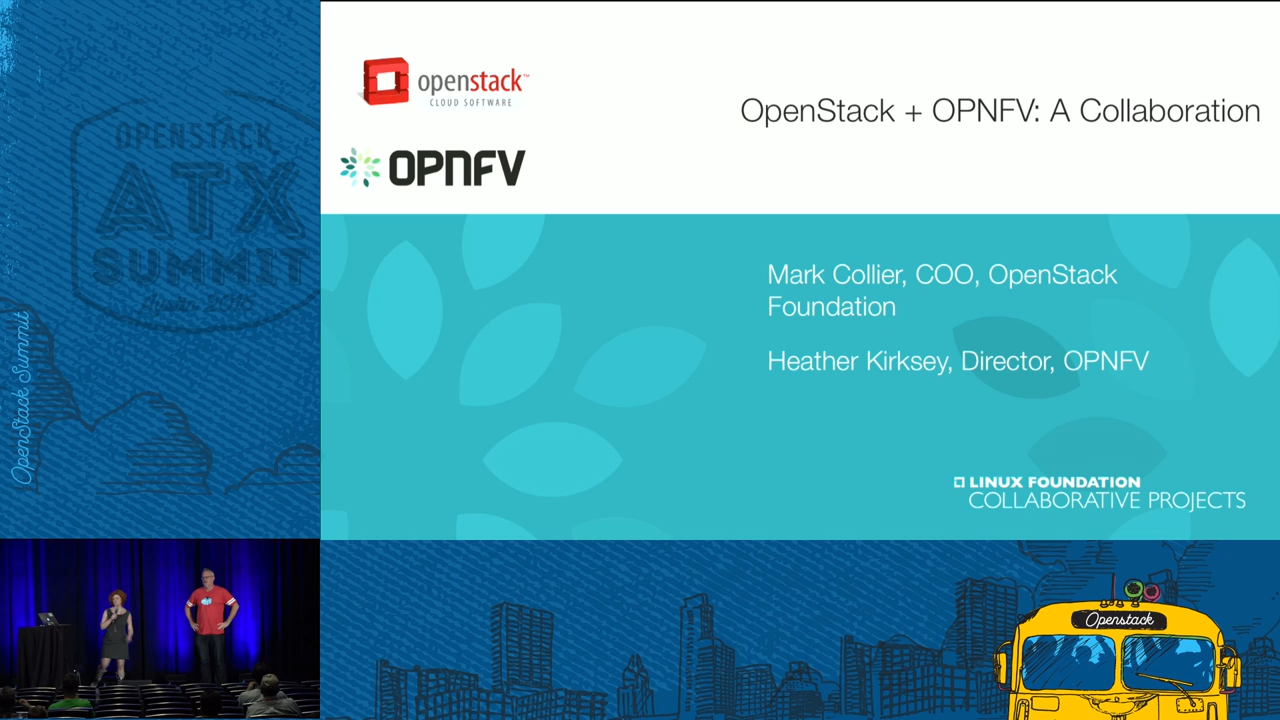 OPENSTACK
ATX
SUMMIT
Austin 2016
OpenStack Summit
openstack™
CLOUD SOFTWARE
OPNFV
OpenStack + OPNFV: A Collaboration
Mark Collier, COO, OpenStack
Foundation
Heather Kirksey, Director, OPNFV
LINUX FOUNDATION
COLLABORATIVE PROJECTS
Openstack